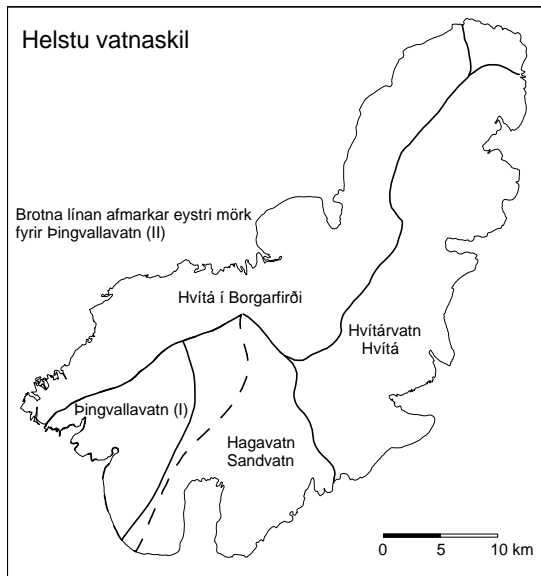 Helstu vatnaskil
Brotna línan afmarkar eystri mörk
fyrir Þingvallavatn (II)
Hvítá í Borgarfirði
Hvítárvatn
Hvítá
Þingvallavatn (I)
Hagavatn
Sandvatn
0 5 10 km